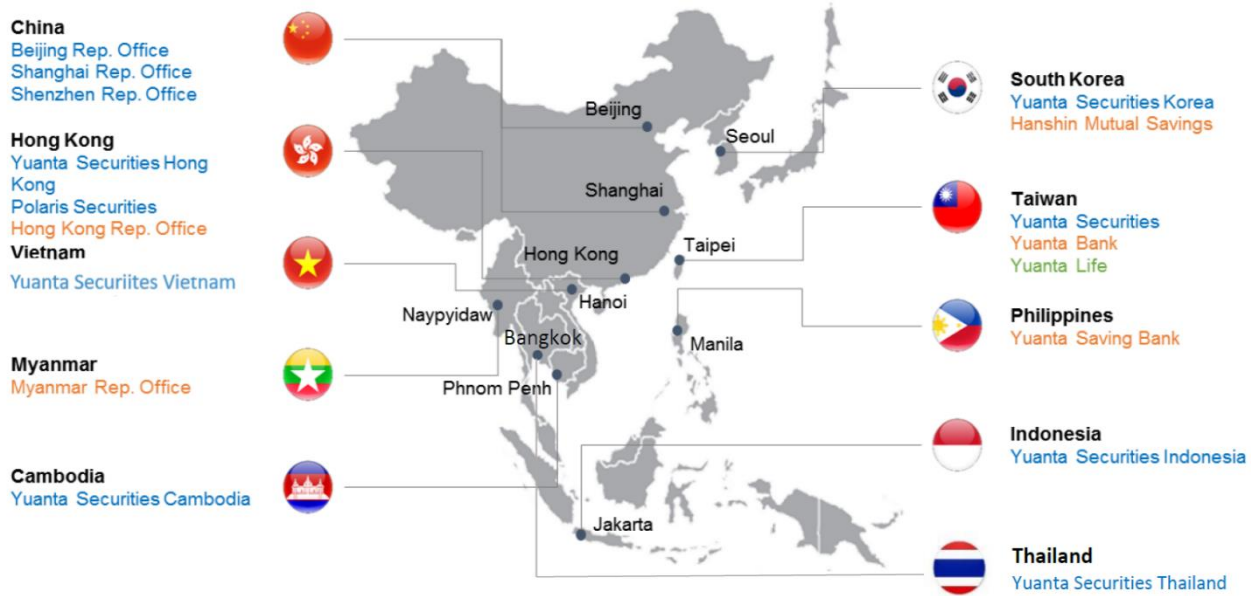 China
Beijing Rep. Office
Shanghai Rep. Office
Shenzhen Rep. Office
Hong Kong
Yuanta Securities Hong
Kong
Polaris Securities
Hong Kong Rep. Office
Vietnam
Yuanta Securiites Vietnam
Myanmar
Myanmar Rep. Office
Cambodia
Yuanta Securities Cambodia
Beijing
Seoul
Shanghai
Hong Kong
Taipei
Hanoi
Naypyidaw
Bangkok
Manila
Phnom Penh
Jakarta
South Korea
Yuanta Securities Korea
Hanshin Mutual Savings
Taiwan
Yuanta Securities
Yuanta Bank
Yuanta Life
Philippines
Yuanta Saving Bank
Indonesia
Yuanta Securities Indonesia
Thailand
Yuanta Securities Thailand